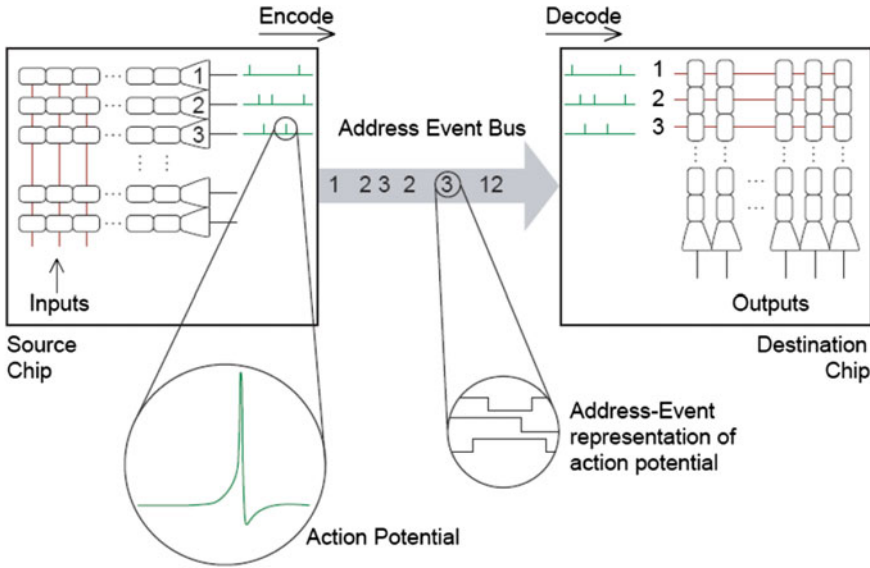 Encode
Decode
1
2
3
1
2
3
Address Event Bus
1 2 3 2 3 12
Inputs
Outputs
Source
Chip
Destination
Chip
Address-Event
representation of
action potential
Action Potential